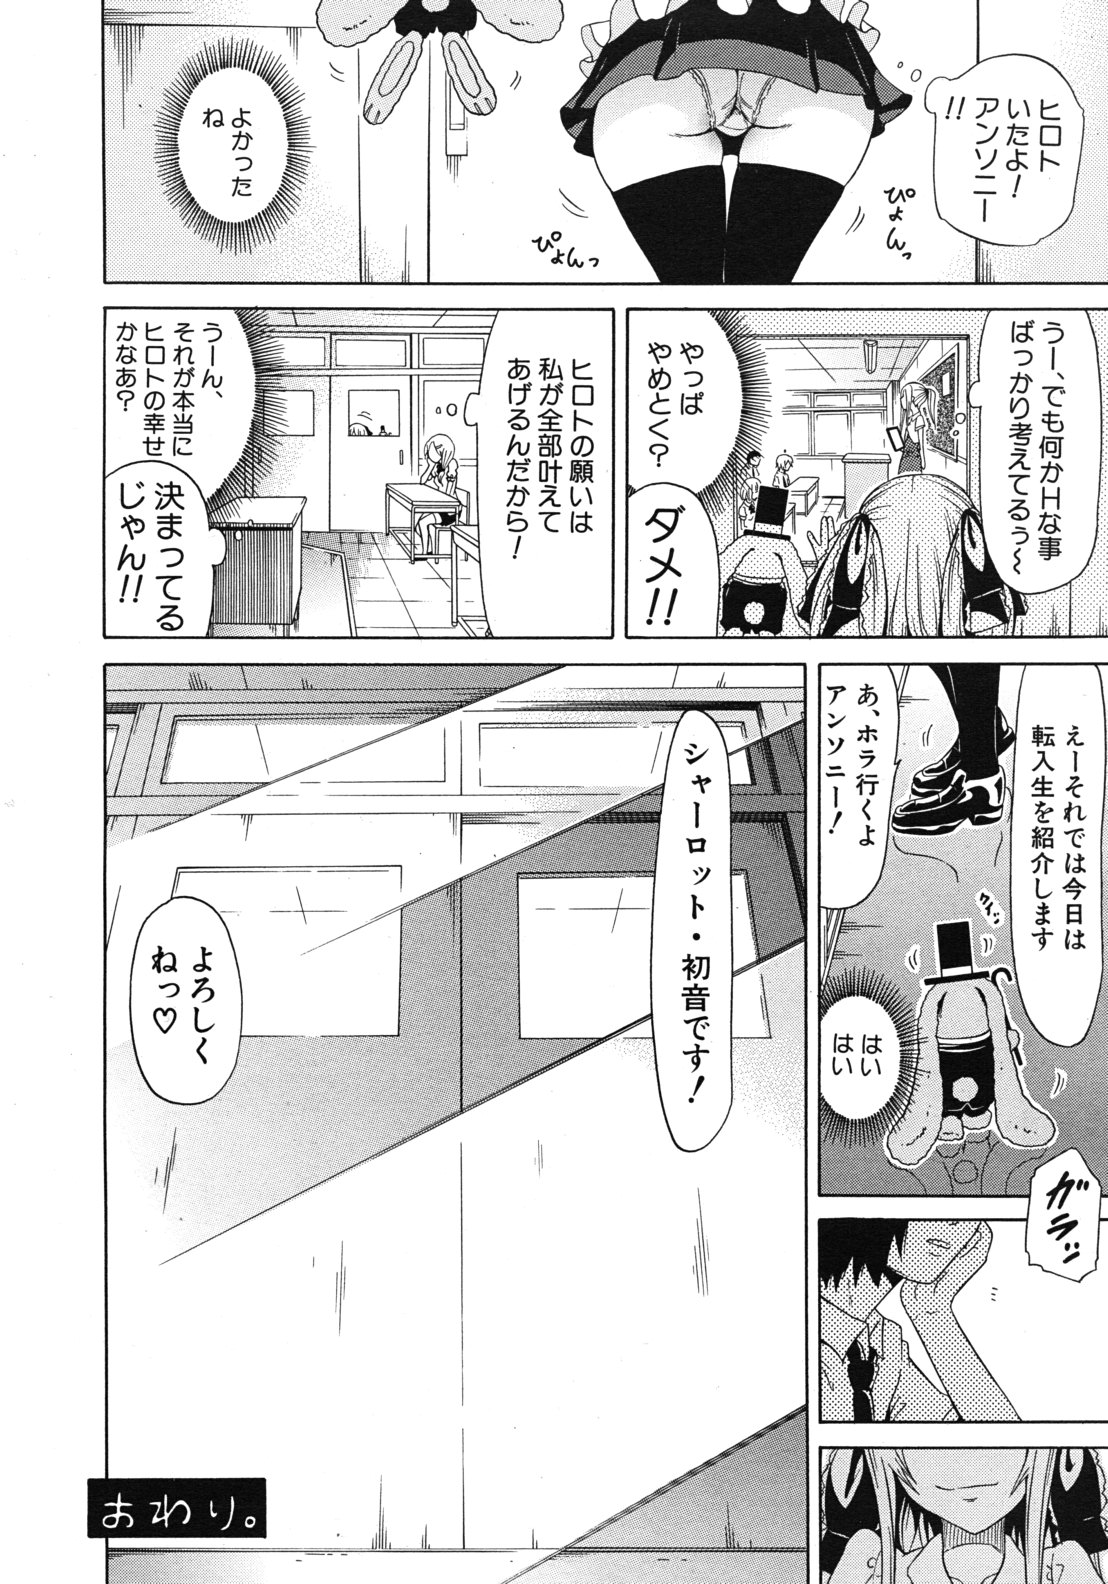 ヒロト
いたよ！
アンソニー
！！
ぴょんっ
ぴょんっ
よかった
ね
うー、でも何かＨな事
ばっかり考えてるぅ～
やっぱ
やめとく？
ダメ！！
ヒロトの願いは
私が全部叶えて
あげるんだから！
うーん、
それが本当に
ヒロトの幸せ
かなあ？
決まってる
じゃん！！
えーそれでは今日は
転入生を紹介します
あ、ホラ行くよ
アンソニー！
クイッ
はい
はい
ガラッ
シャーロット・初音です！
よろしく
ねっ♡
おわり。